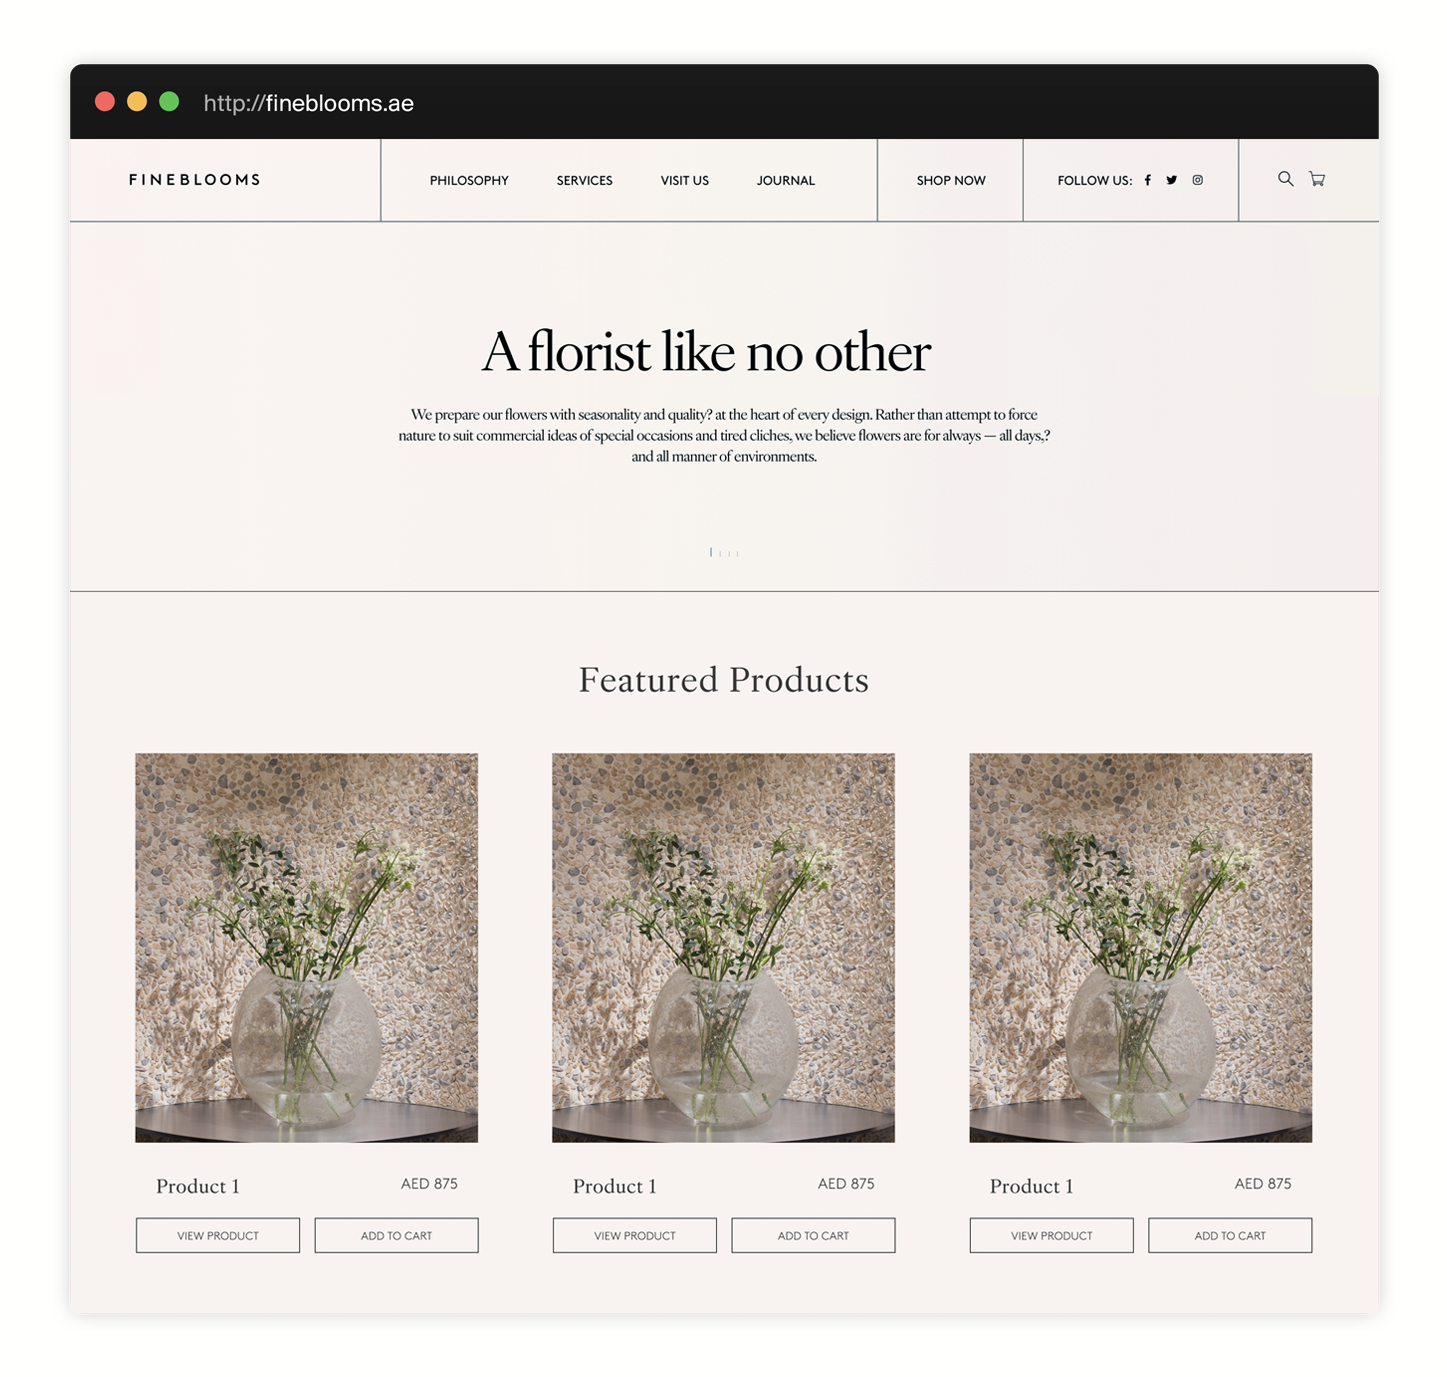 http://fineblooms.ae
FINEBLOOMS
PHILOSOPHY SERVICES VISIT US JOURNAL
SHOP NOW
FOLLOW US:
A florist like no other
We prepare our flowers with seasonality and quality? at the heart of every design. Rather than attempt to force
nature to suit commercial ideas of special occasions and tired cliches, we believe flowers are for always — all days,?
and all manner of environments.
Featured Products
Product 1 AED 875
VIEW PRODUCT ADD TO CART
Product 1 AED 875
VIEW PRODUCT ADD TO CART
Product 1 AED 875
VIEW PRODUCT ADD TO CART